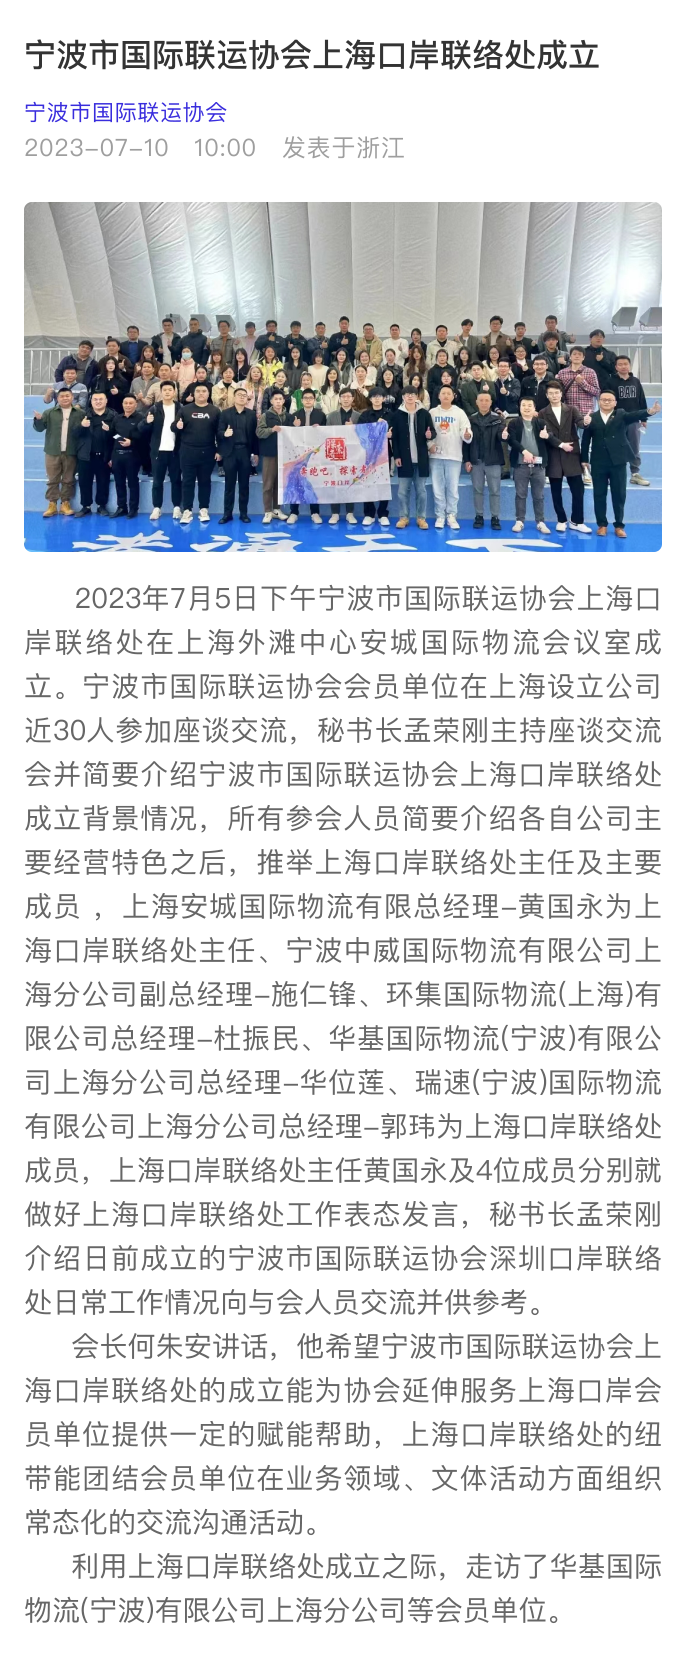 宁波市国际联运协会上海口岸联络处成立
宁波市国际联运协会
2023-07-10 10:00 发表于浙江
CBA
BAR
奔跑吧，探索
宁波口岸
2023年7月5日下午宁波市国际联运协会上海口
岸联络处在上海外滩中心安城国际物流会议室成
立。宁波市国际联运协会会员单位在上海设立公司
近30人参加座谈交流，秘书长孟荣刚主持座谈交流
会并简要介绍宁波市国际联运协会上海口岸联络处
成立背景情况，所有参会人员简要介绍各自公司主
要经营特色之后，推举上海口岸联络处主任及主要
成员 ，上海安城国际物流有限总经理-黄国永为上
海口岸联络处主任、宁波中威国际物流有限公司上
海分公司副总经理-施仁锋、环集国际物流(上海)有
限公司总经理-杜振民、华基国际物流(宁波)有限公
司上海分公司总经理-华位莲、瑞速(宁波)国际物流
有限公司上海分公司总经理-郭玮为上海口岸联络处
成员，上海口岸联络处主任黄国永及4位成员分别就
做好上海口岸联络处工作表态发言，秘书长孟荣刚
介绍日前成立的宁波市国际联运协会深圳口岸联络
处日常工作情况向与会人员交流并供参考。
会长何朱安讲话，他希望宁波市国际联运协会上
海口岸联络处的成立能为协会延伸服务上海口岸会
员单位提供一定的赋能帮助，上海口岸联络处的纽
带能团结会员单位在业务领域、文体活动方面组织
常态化的交流沟通活动。
利用上海口岸联络处成立之际，走访了华基国际
物流(宁波)有限公司上海分公司等会员单位。